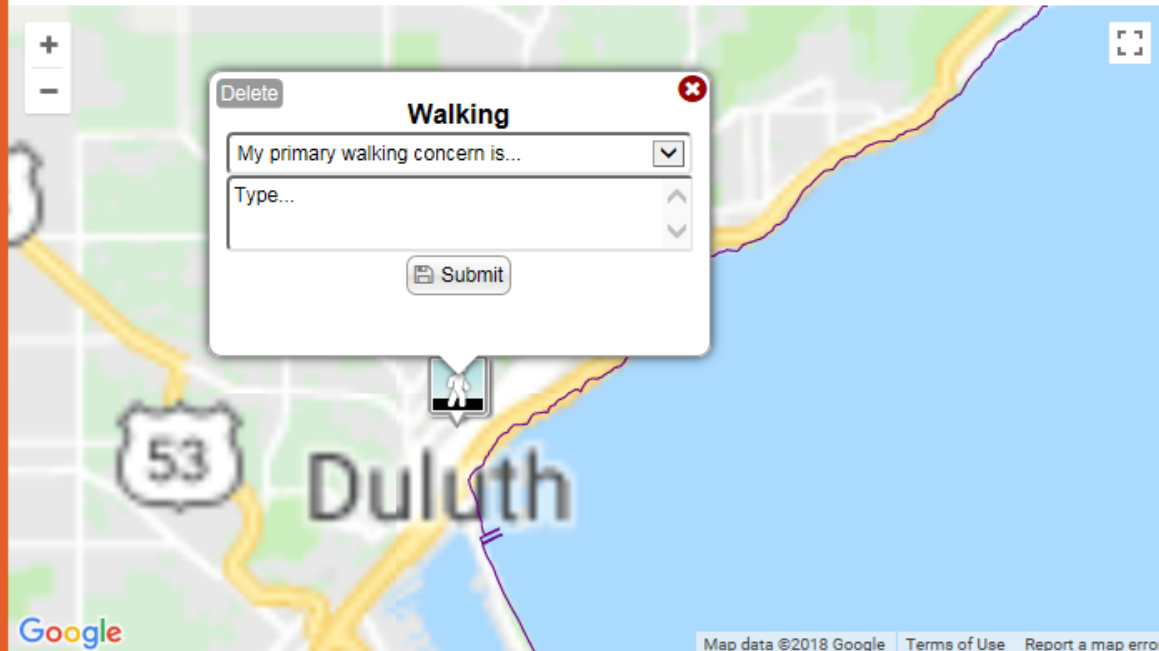 +
−
Delete
Walking
My primary walking concern is...
Type...
Submit
53
Duluth
Google
Map data ©2018 Google Terms of Use Report a map error